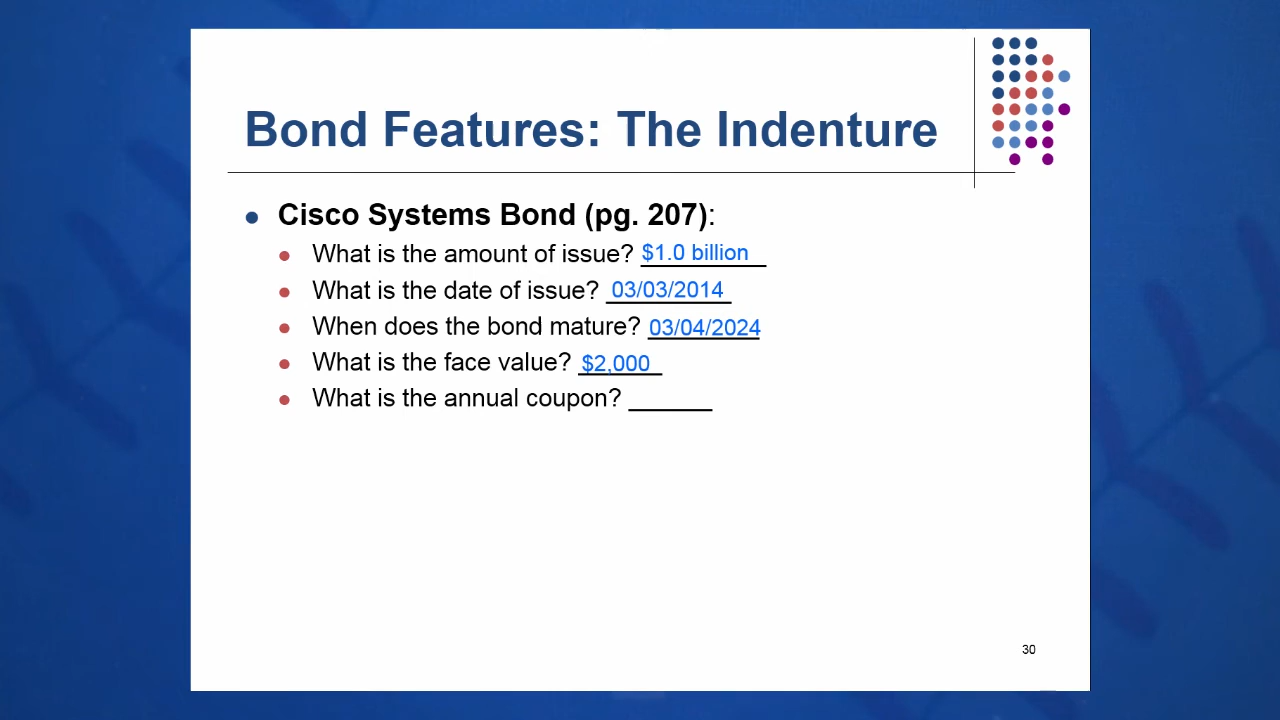 Bond Features: The Indenture
Cisco Systems Bond (pg. 207):
What is the amount of issue? $1.0 billion
What is the date of issue? 03/03/2014
When does the bond mature? 03/04/2024
What is the face value? $2,000
What is the annual coupon? _______
30